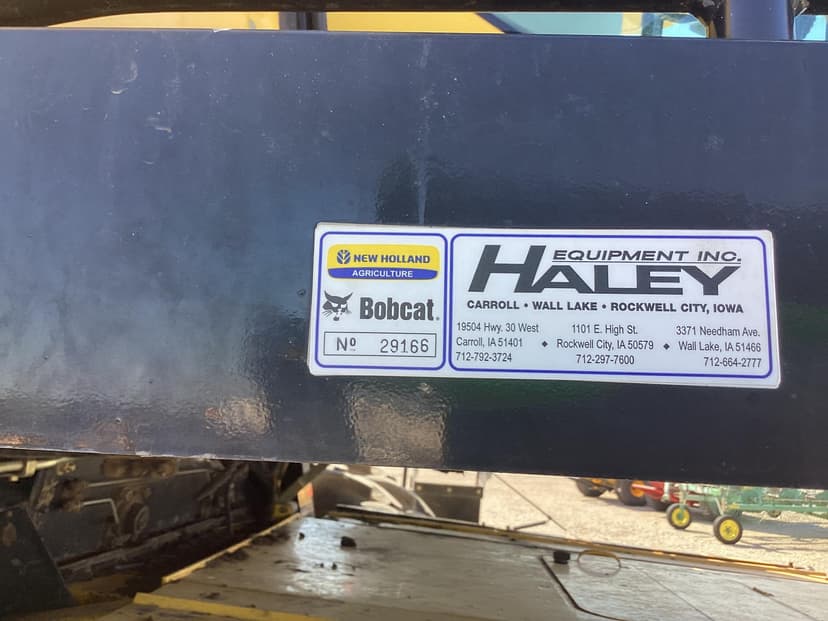 NEW HOLLAND
AGRICULTURE
Bobcat®
Nº 29166
EQUIPMENT INC.
HALEY
CARROLL • WALL LAKE • ROCKWELL CITY, IOWA
19504 Hwy. 30 West
Carroll, IA 51401
712-792-3724
1101 E. High St.
Rockwell City, IA 50579
712-297-7600
3371 Needham Ave.
Wall Lake, IA 51466
712-664-2777